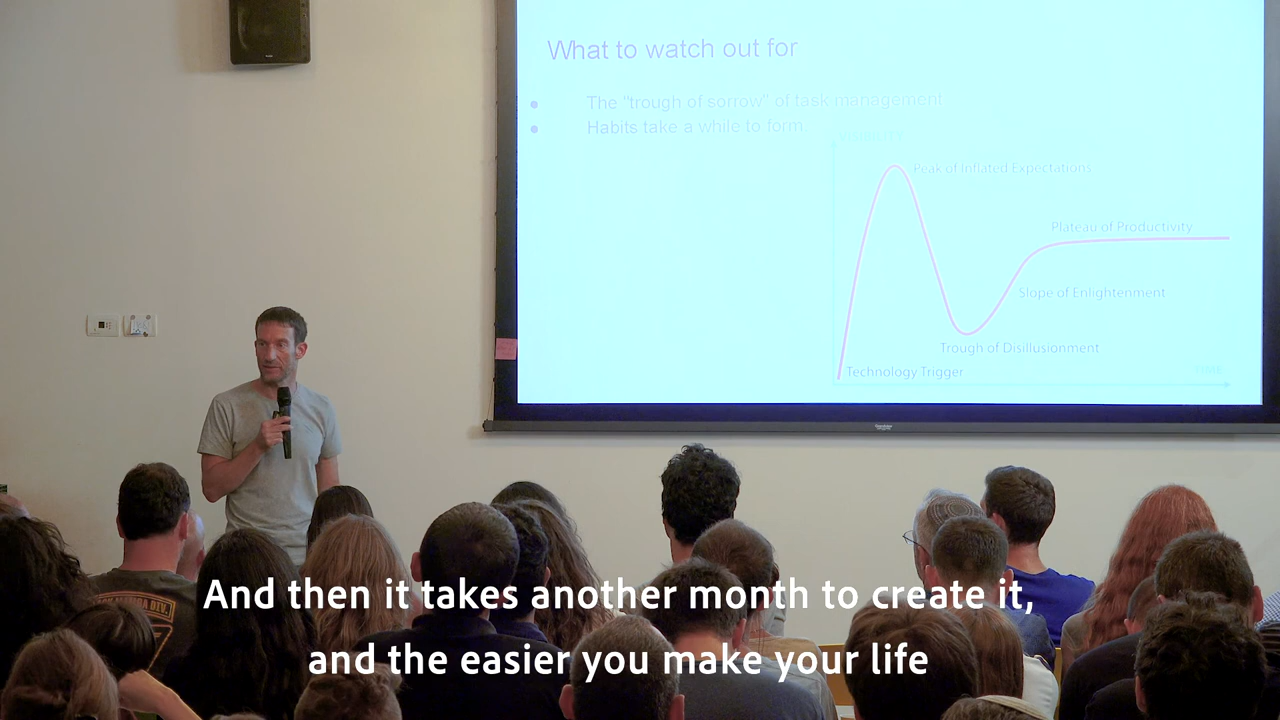 What to watch out for
● The "trough of sorrow" of task management
● Habits take a while to form.
VISIBILITY
Peak of Inflated Expectations
Plateau of Productivity
Slope of Enlightenment
Trough of Disillusionment
Technology Trigger
TIME
And then it takes another month to create it,
and the easier you make your life